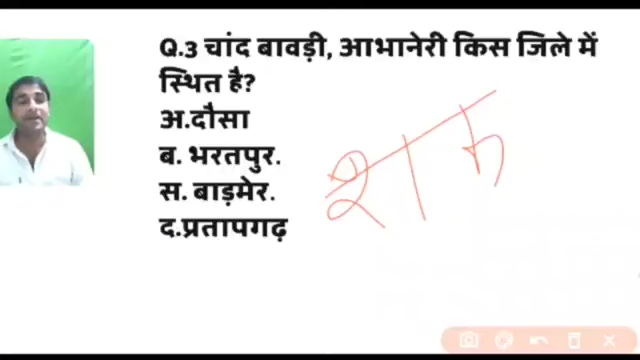 Q.3 चांद बावड़ी, आभानेरी किस जिले में
स्थित है?
अ.दौसा
ब. भरतपुर.
स. बाड़मेर.
द.प्रतापगढ़